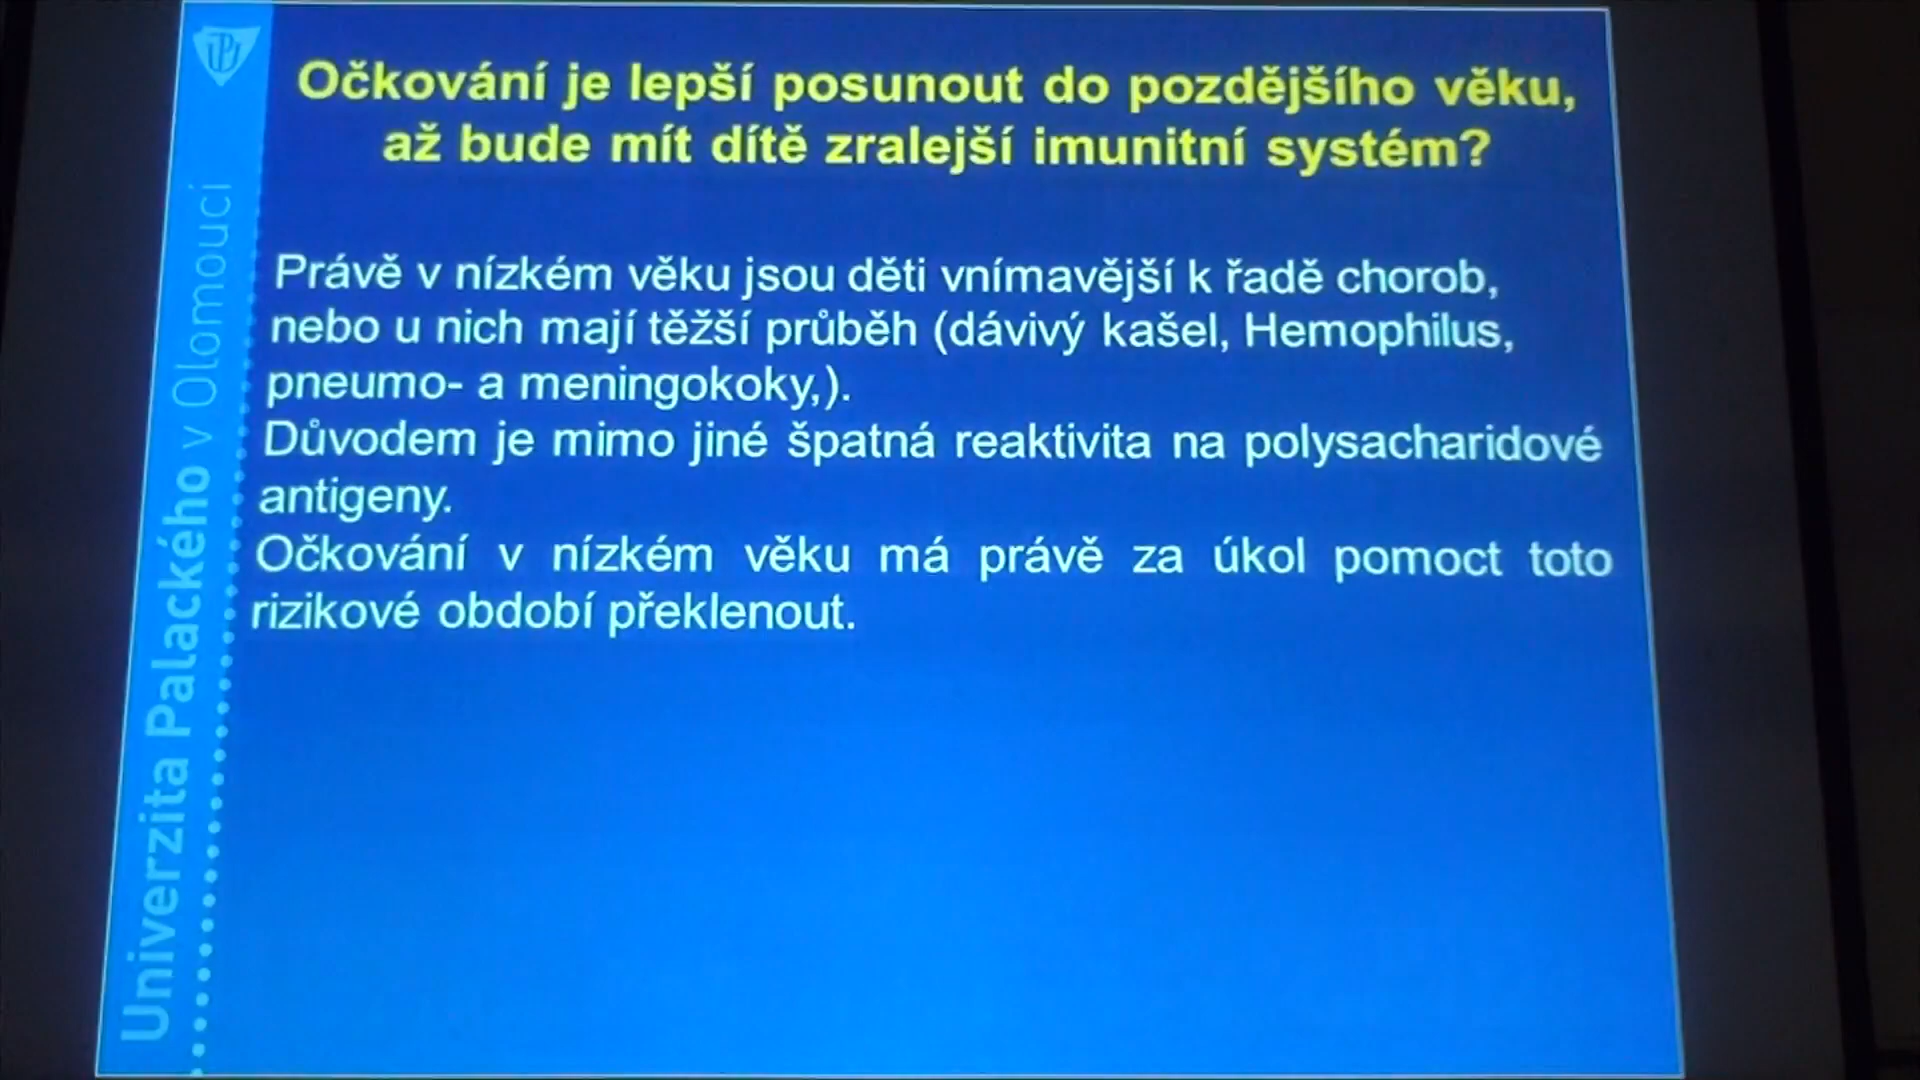 Očkování je lepší posunout do pozdějšího věku,
až bude mít dítě zralejší imunitní systém?
Právě v nízkém věku jsou děti vnímavější k řadě chorob,
nebo u nich mají těžší průběh (dávivý kašel, Hemophilus,
pneumo- a meningokoky,).
Důvodem je mimo jiné špatná reaktivita na polysacharidové
antigeny.
Očkování v nízkém věku má právě za úkol pomoct toto
rizikové období překlenout.
Univerzita Palackého v Olomouci
UP